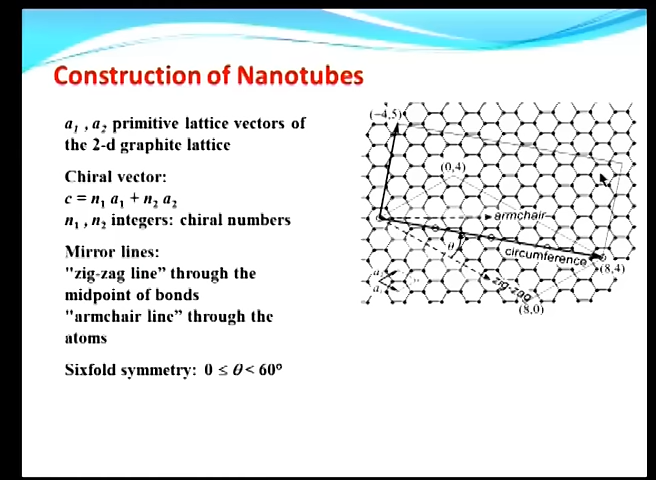 Construction of Nanotubes
a₁ , a₂ primitive lattice vectors of
the 2-d graphite lattice
Chiral vector:
c = n₁ a₁ + n₂ a₂
n₁ , n₂ integers: chiral numbers
Mirror lines:
"zig-zag line” through the
midpoint of bonds
"armchair line” through the
atoms
Sixfold symmetry: 0 ≤ θ < 60°
(−4,5)
(0,4)
armchair
θ
circumference
(8,4)
a₂
a₁
zig-zag
(8,0)